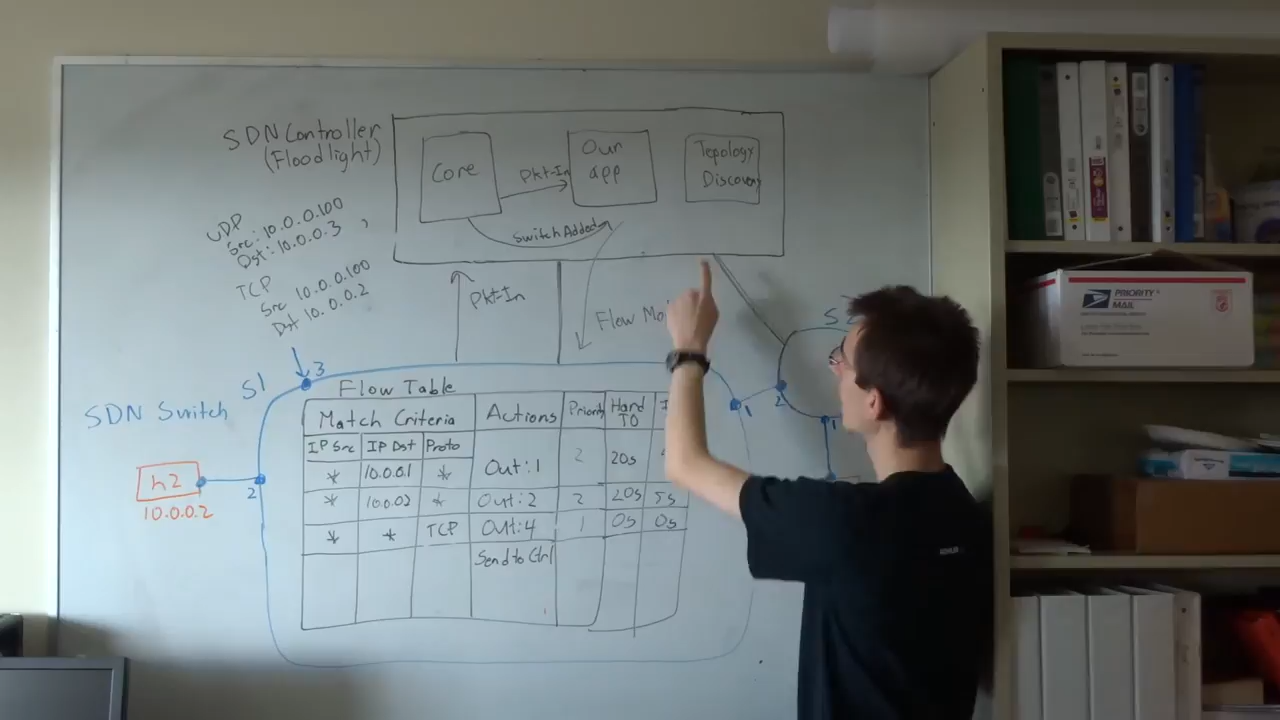 SDN Controller
(Floodlight)
Core
Pkt-In
Our
app
Topology
Discovery
Switch Added
UDP
Src: 10.0.0.100
Dst: 10.0.0.3
TCP
Src 10.0.0.100
Dst 10.0.0.2
Pkt-In
Flow
S1
3
SDN Switch
Flow Table
Match Criteria Actions Priority Hard
TO
IP Src IP Dst Proto
* 10.0.0.1 * Out:1 2 20s
* 10.0.02 * Out:2 2 20s 5s
* * TCP Out:4 1 0s 0s
Send to Ctrl
h2
10.0.0.2
2
1
2
1
PRIORITY
MAIL